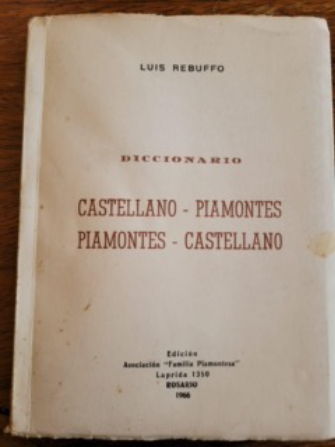 LUIS REBUFFO
DICCIONARIO
CASTELLANO - PIAMONTES
PIAMONTES - CASTELLANO
Edición
Asociación "Familia Piamontesa"
Laprida 1350
ROSARIO
1966